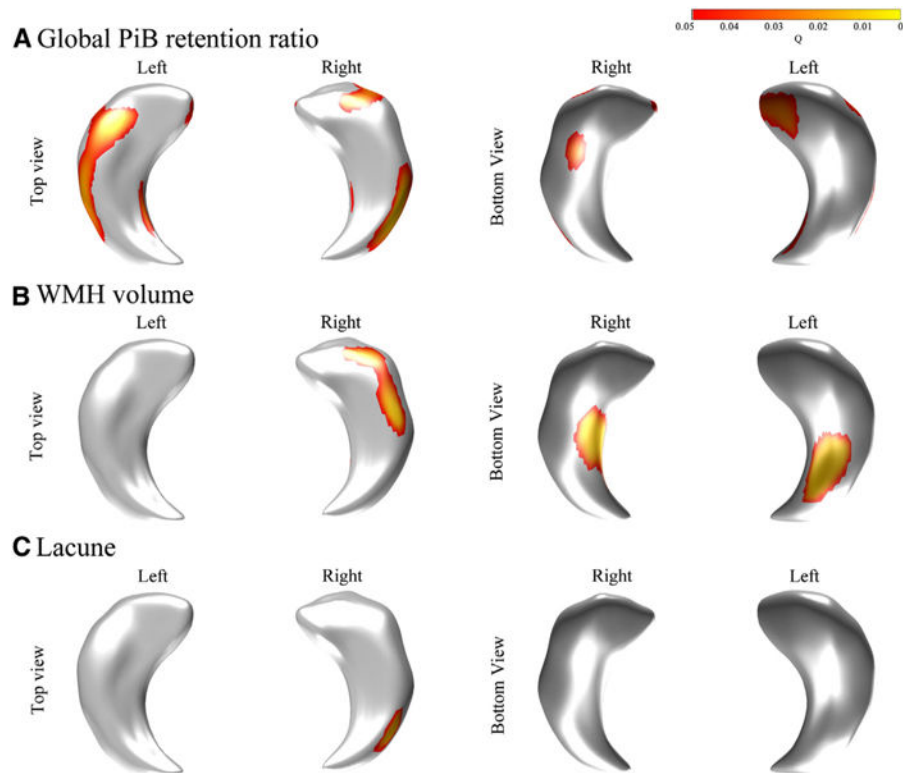 0.05 0.04 0.03 0.02 0.01 0
Q
A Global PiB retention ratio
Left Right Right Left
Top view
Bottom View
B WMH volume
Left Right Right Left
Top view
Bottom View
C Lacune
Left Right Right Left
Top view
Bottom View